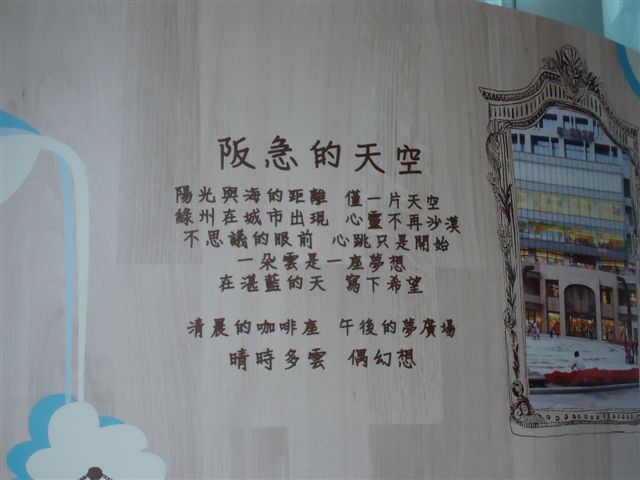 阪急的天空
陽光與海的距離 僅一片天空
綠州在城市出現 心靈不再沙漠
不思議的眼前 心跳只是開始
一朵雲是一座夢想
在湛藍的天 寫下希望
清晨的咖啡座 午後的夢廣場
晴時多雲 偶幻想